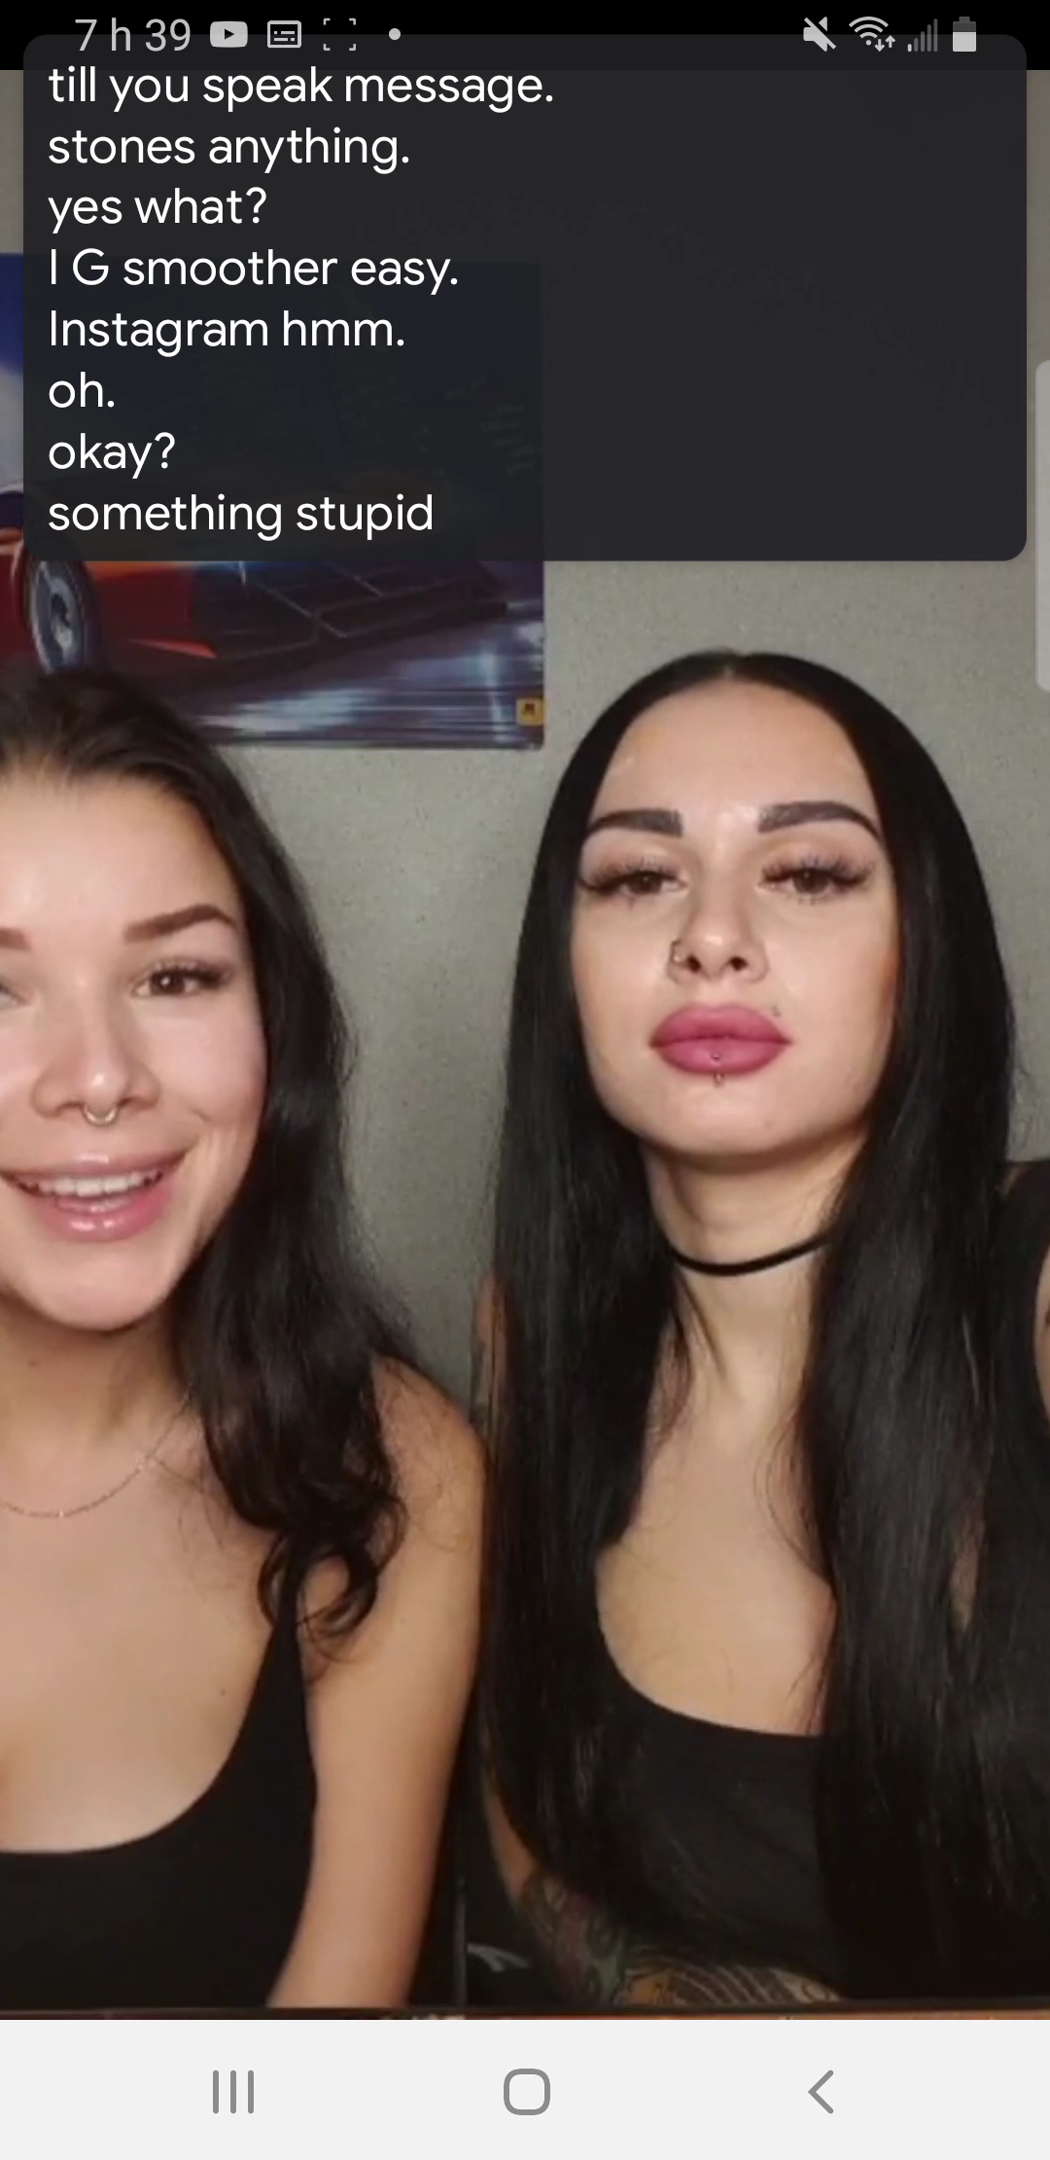 7 h 39
till you speak message.
stones anything.
yes what?
I G smoother easy.
Instagram hmm.
oh.
okay?
something stupid